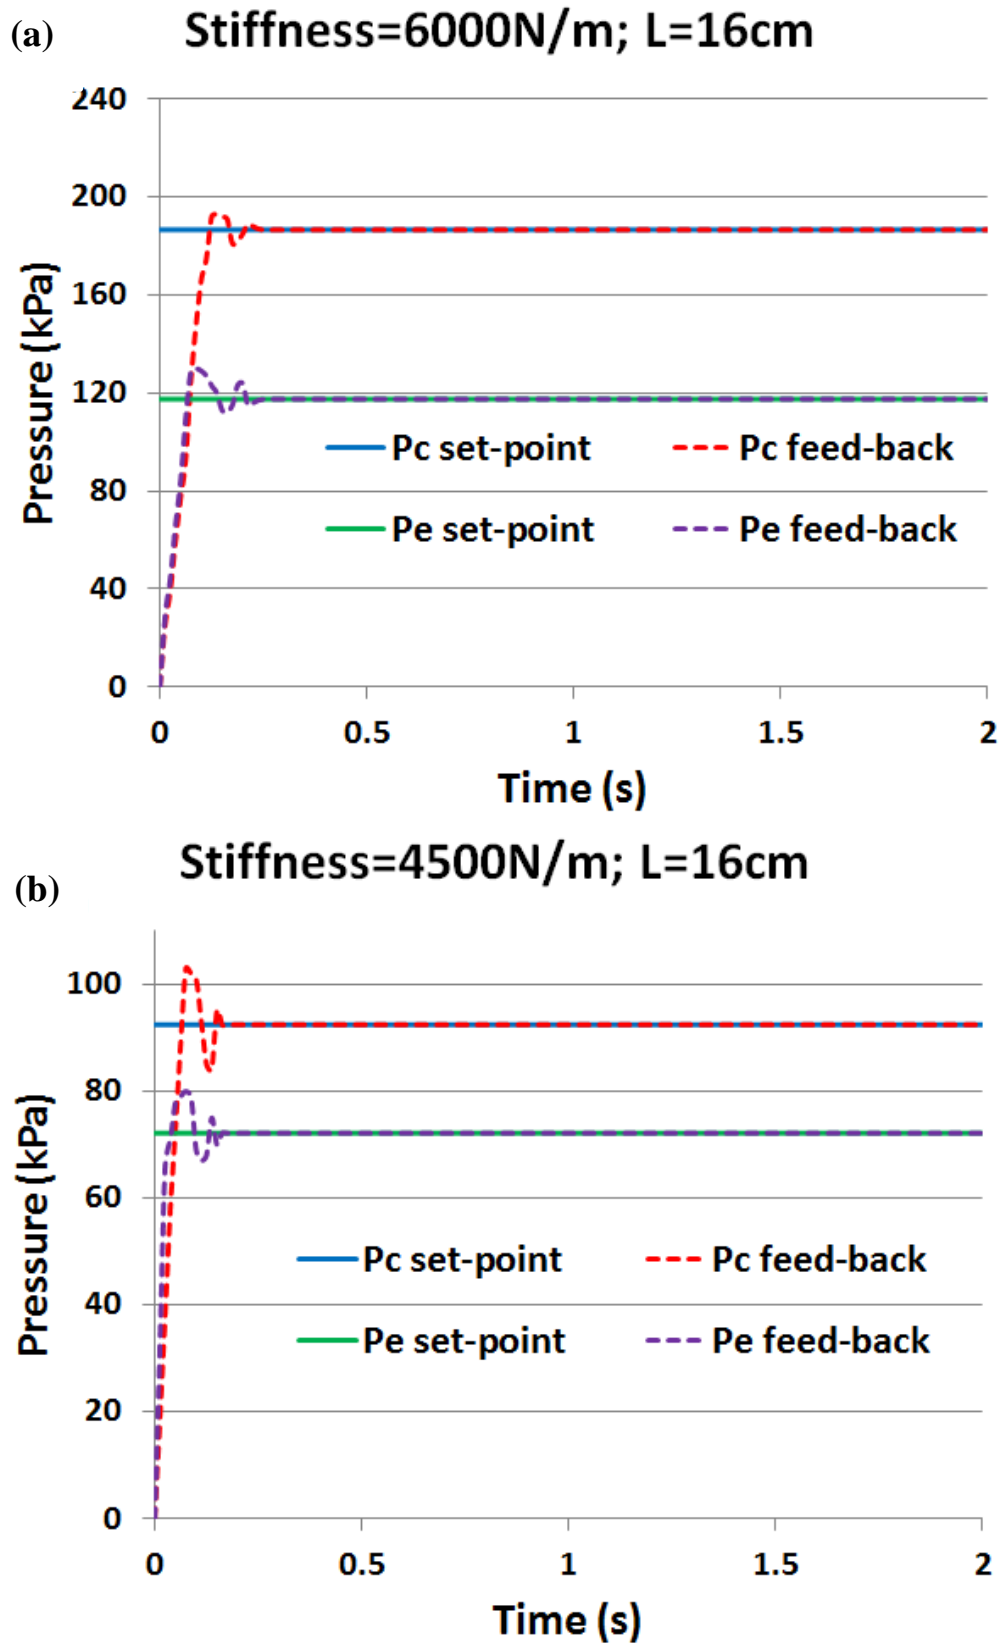 (a) Stiffness=6000N/m; L=16cm
240
200
160
120
80
40
0
Pressure (kPa)
Pc set-point
Pc feed-back
Pe set-point
Pe feed-back
0 0.5 1 1.5 2
Time (s)
(b) Stiffness=4500N/m; L=16cm
100
80
60
40
20
0
Pressure (kPa)
Pc set-point
Pc feed-back
Pe set-point
Pe feed-back
0 0.5 1 1.5 2
Time (s)